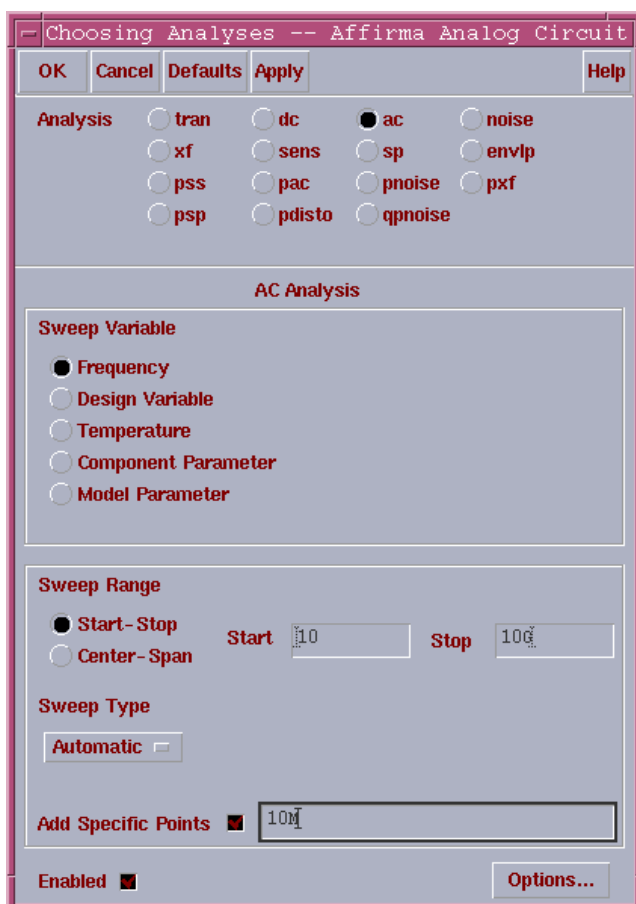 Choosing Analyses -- Affirma Analog Circuit
OK Cancel Defaults Apply Help
Analysis tran dc ac noise
xf sens sp envlp
pss pac pnoise pxf
psp pdisto qpnoise
AC Analysis
Sweep Variable
Frequency
Design Variable
Temperature
Component Parameter
Model Parameter
Sweep Range
Start-Stop
Center-Span
Start 10 Stop 10G
Sweep Type
Automatic
Add Specific Points 10M
Enabled Options...